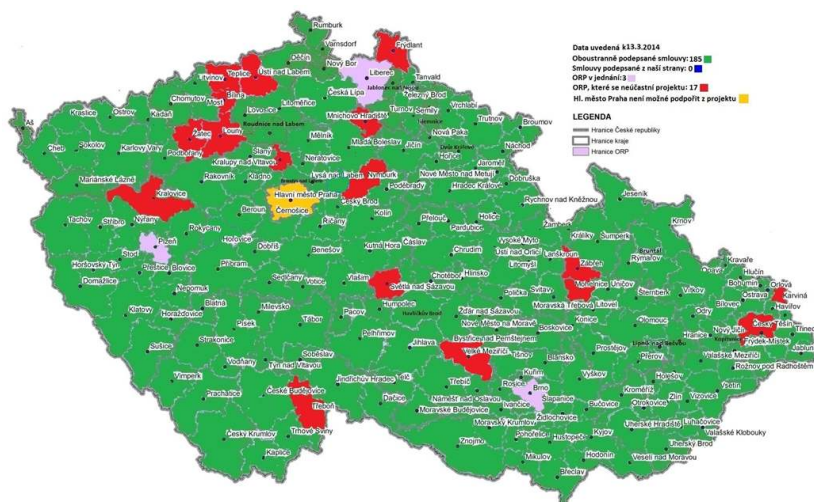 Data uvedená k13.3.2014
Oboustranně podepsané smlouvy: 185
Smlouvy podepsané z naší strany: 0
ORP v jednání: 3
ORP, které se neúčastní projektu: 17
Hl. město Praha není možné podpořit z projektu
LEGENDA
Hranice České republiky
Hranice kraje
Hranice ORP
Rumburk
Varnsdorf
Frýdlant
Děčín
Nový Bor
Liberec
Litvínov
Teplice
Ústí nad Labem
Tanvald
Jablonec nad Nisou
Železný Brod
Česká Lípa
Chomutov
Most
Bílina
Litoměřice
Lovosice
Turnov
Semily
Vrchlabí
Trutnov
Broumov
Kraslice
Ostrov
Kadaň
Mnichovo Hradiště
Roudnice nad Labem
Aš
Žatec
Louny
Mělník
Mladá Boleslav
Jičín
Nová Paka
Náchod
Cheb
Sokolov
Karlovy Vary
Podbořany
Slaný
Kralupy nad Vltavou
Neratovice
Hořice
Jaroměř
Dobruška
Mariánské Lázně
Rakovník
Kladno
Lysá nad Labem
Nymburk
Poděbrady
Nové Město nad Metují
Hradec Králové
Kralovice
Hlavní město Praha
Český Brod
Rychnov nad Kněžnou
Jeseník
Tachov
Stříbro
Nýřany
Rokycany
Beroun
Černošice
Říčany
Kolín
Přelouč
Pardubice
Holice
Žamberk
Králíky
Šumperk
Krnov
Plzeň
Hořovice
Dobříš
Benešov
Kutná Hora
Čáslav
Chrudim
Vysoké Mýto
Ústí nad Orlicí
Lanškroun
Rýmařov
Bruntál
Stod
Horšovský Týn
Přeštice
Blovice
Příbram
Sedlčany
Votice
Vlašim
Chotěboř
Hlinsko
Litomyšl
Zábřeh
Opava
Kravaře
Hlučín
Bohumín
Orlová
Karviná
Domažlice
Nepomuk
Světlá nad Sázavou
Polička
Svitavy
Mohelnice
Uničov
Šternberk
Vítkov
Bílovec
Ostrava
Havířov
Klatovy
Horažďovice
Blatná
Milevsko
Tábor
Pacov
Humpolec
Havlíčkův Brod
Žďár nad Sázavou
Moravská Třebová
Litovel
Odry
Český Těšín
Třinec
Písek
Pelhřimov
Nové Město na Moravě
Boskovice
Konice
Olomouc
Hranice
Nový Jičín
Kopřivnice
Frýdek-Místek
Sušice
Strakonice
Soběslav
Jihlava
Bystřice nad Pernštejnem
Velké Meziříčí
Tišnov
Blansko
Prostějov
Přerov
Lipník nad Bečvou
Valašské Meziříčí
Rožnov pod Radhoštěm
Vodňany
Týn nad Vltavou
Vimperk
Prachatice
České Budějovice
Jindřichův Hradec
Třebíč
Kuřim
Rosice
Brno
Vyškov
Kroměříž
Holešov
Vsetín
Třeboň
Dačice
Náměšť nad Oslavou
Ivančice
Šlapanice
Bučovice
Otrokovice
Zlín
Vizovice
Trhové Sviny
Moravské Budějovice
Moravský Krumlov
Židlochovice
Uherské Hradiště
Luhačovice
Valašské Klobouky
Český Krumlov
Kaplice
Znojmo
Pohořelice
Hustopeče
Kyjov
Uherský Brod
Mikulov
Hodonín
Veselí nad Moravou
Břeclav